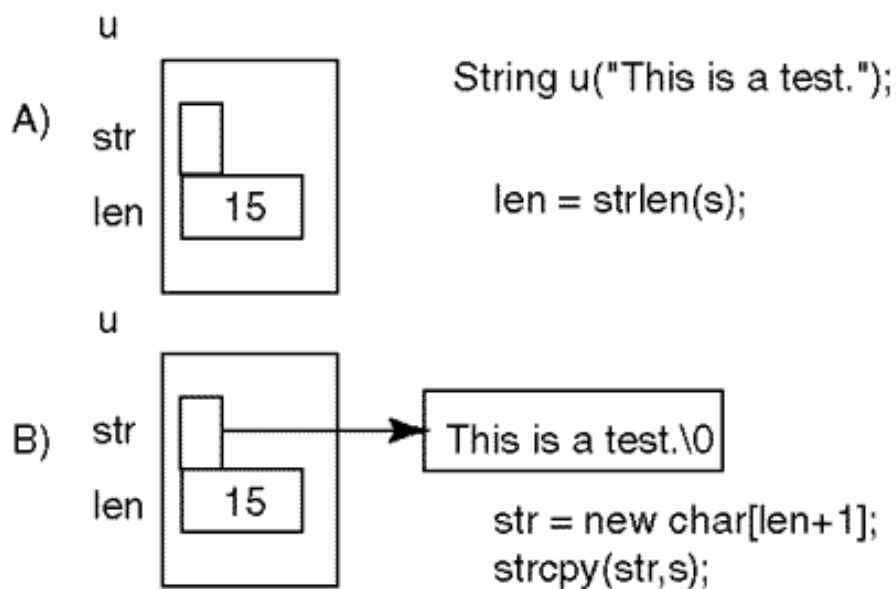 u
String u("This is a test.");
A)
str
len 15
len = strlen(s);
u
B)
str
This is a test.\0
len 15
str = new char[len+1];
strcpy(str,s);